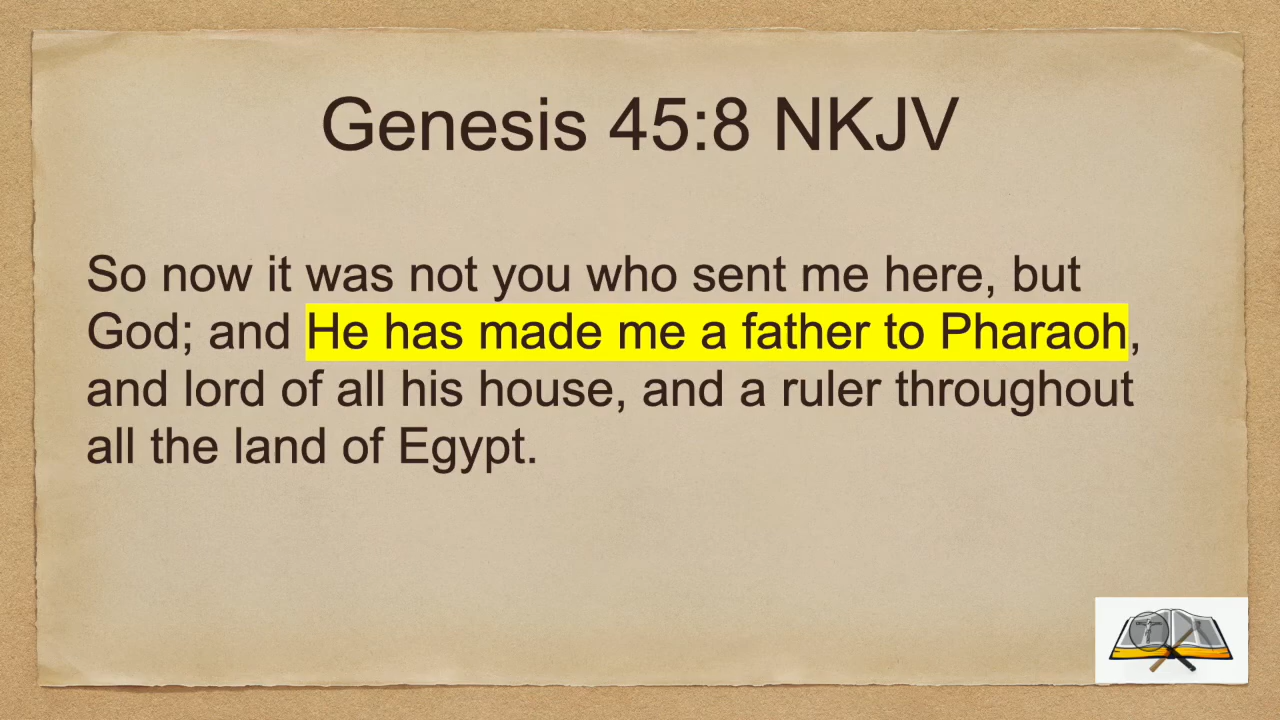 Genesis 45:8 NKJV
So now it was not you who sent me here, but
God; and He has made me a father to Pharaoh,
and lord of all his house, and a ruler throughout
all the land of Egypt.